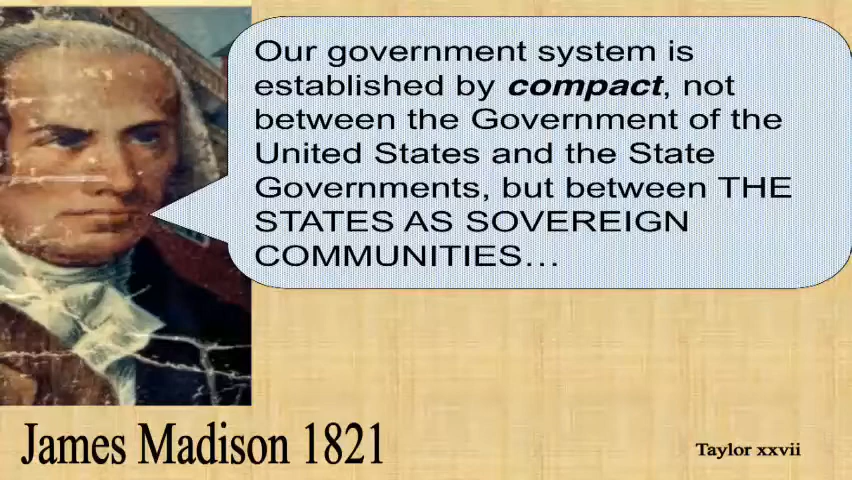 Our government system is
established by compact, not
between the Government of the
United States and the State
Governments, but between THE
STATES AS SOVEREIGN
COMMUNITIES...
James Madison 1821
Taylor xxvii